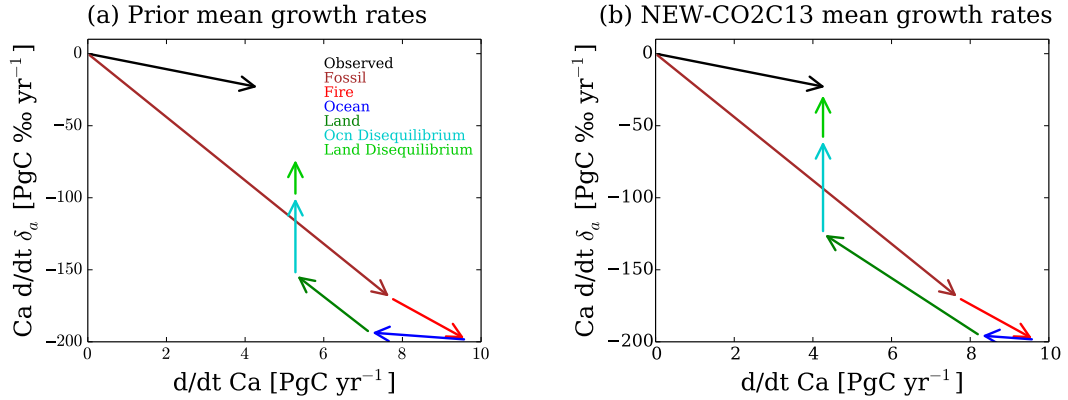 (a) Prior mean growth rates
Ca d/dt δₐ [PgC ‰ yr⁻¹]
0
−50
−100
−150
−200
Observed
Fossil
Fire
Ocean
Land
Ocn Disequilibrium
Land Disequilibrium
0 2 4 6 8 10
d/dt Ca [PgC yr⁻¹]
(b) NEW-CO2C13 mean growth rates
Ca d/dt δₐ [PgC ‰ yr⁻¹]
0
−50
−100
−150
−200
0 2 4 6 8 10
d/dt Ca [PgC yr⁻¹]